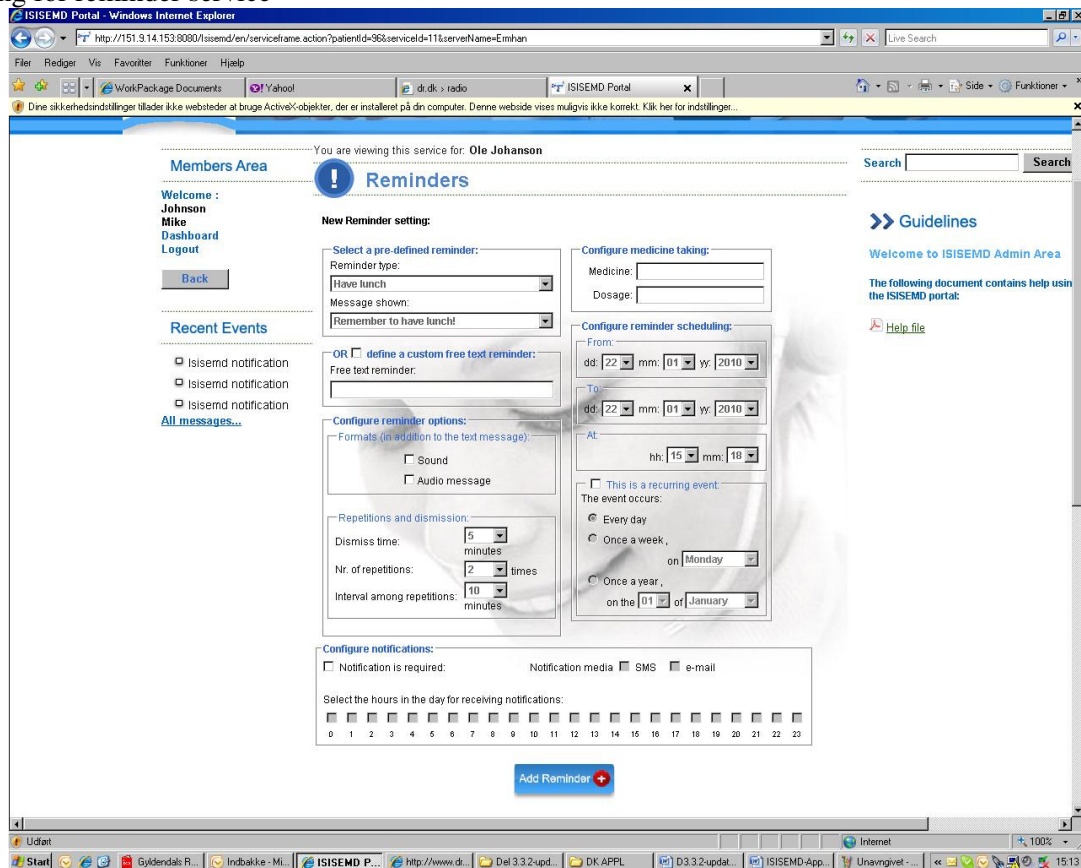 ng for reminder service
ISISEMD Portal - Windows Internet Explorer
http://151.9.14.153:8080/Isisemd/en/serviceframe.action?patientId=96&serviceId=11&serverName=Ermhan
Live Search
Filer Rediger Vis Favoritter Funktioner Hjælp
WorkPackage Documents Yahoo! dr.dk > radio ISISEMD Portal Side Funktioner
Dine sikkerhedsindstillinger tillader ikke websteder at bruge ActiveX-objekter, der er installeret på din computer. Denne webside vises muligvis ikke korrekt. Klik her for indstillinger...
You are viewing this service for: Ole Johanson
Members Area
Welcome :
Johnson
Mike
Dashboard
Logout
Back
Recent Events
Isisemd notification
Isisemd notification
Isisemd notification
All messages...
Reminders
New Reminder setting:
Select a pre-defined reminder:
Reminder type:
Have lunch
Message shown:
Remember to have lunch!
OR define a custom free text reminder:
Free text reminder:
Configure reminder options:
Formats (in addition to the text message):
Sound
Audio message
Repetitions and dismission:
Dismiss time: 5
minutes
Nr. of repetitions: 2 times
Interval among repetitions: 10
minutes
Configure medicine taking:
Medicine:
Dosage:
Configure reminder scheduling:
From:
dd: 22 mm: 01 yy: 2010
To:
dd: 22 mm: 01 yy: 2010
At:
hh: 15 mm: 18
This is a recurring event:
The event occurs:
Every day
Once a week ,
on Monday
Once a year ,
on the 01 of January
Configure notifications:
Notification is required: Notification media SMS e-mail
Select the hours in the day for receiving notifications:
0 1 2 3 4 5 6 7 8 9 10 11 12 13 14 15 16 17 18 19 20 21 22 23
Add Reminder
Search Search
Guidelines
Welcome to ISISEMD Admin Area
The following document contains help usin
the ISISEMD portal:
Help file
Udført Internet 100%
Start Gyldendals R... Indbakke - Mi... ISISEMD P... http://www.dr... Del 3.3.2-upd... DK APPL D3.3.2-updat... ISISEMD-App... Unavngivet - ... 15:13